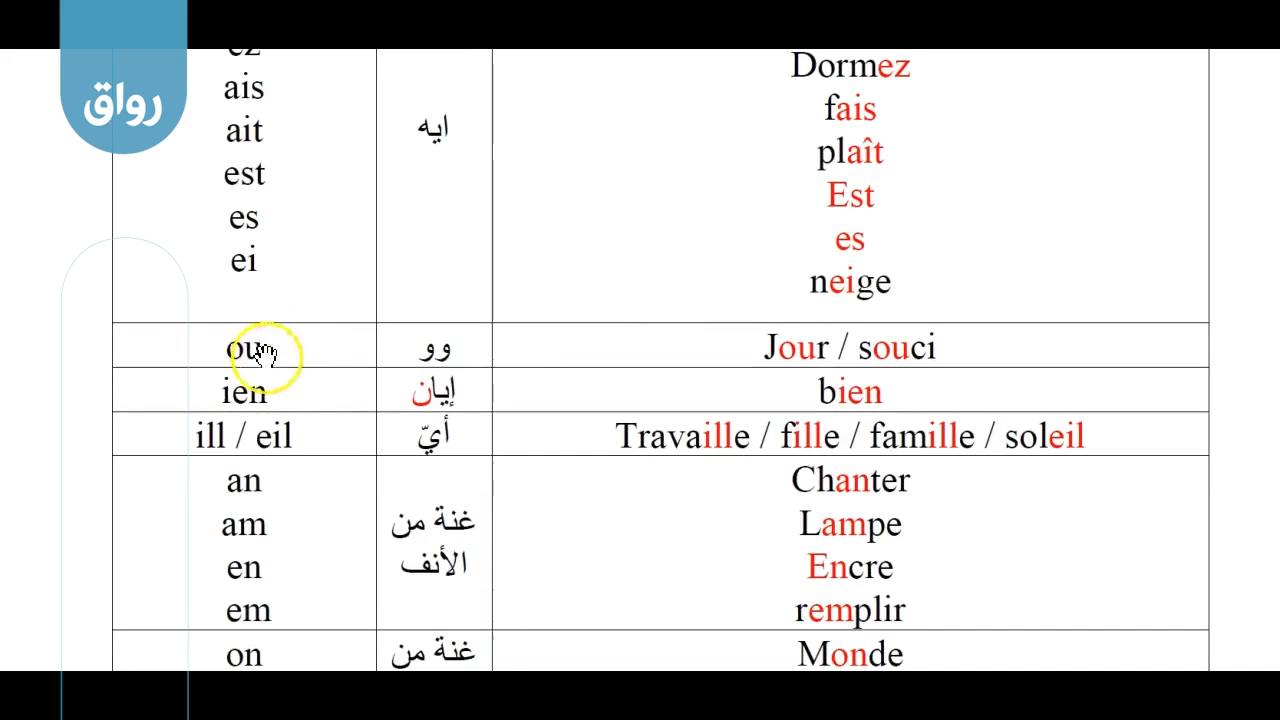 رواق
ez
ais
ait
est
es
ei
ايه
Dormez
fais
plaît
Est
es
neige
ou وو Jour / souci
ien إيان bien
ill / eil أيّ Travaille / fille / famille / soleil
an
am
en
em
غنة من
الأنف
Chanter
Lampe
Encre
remplir
on غنة من Monde